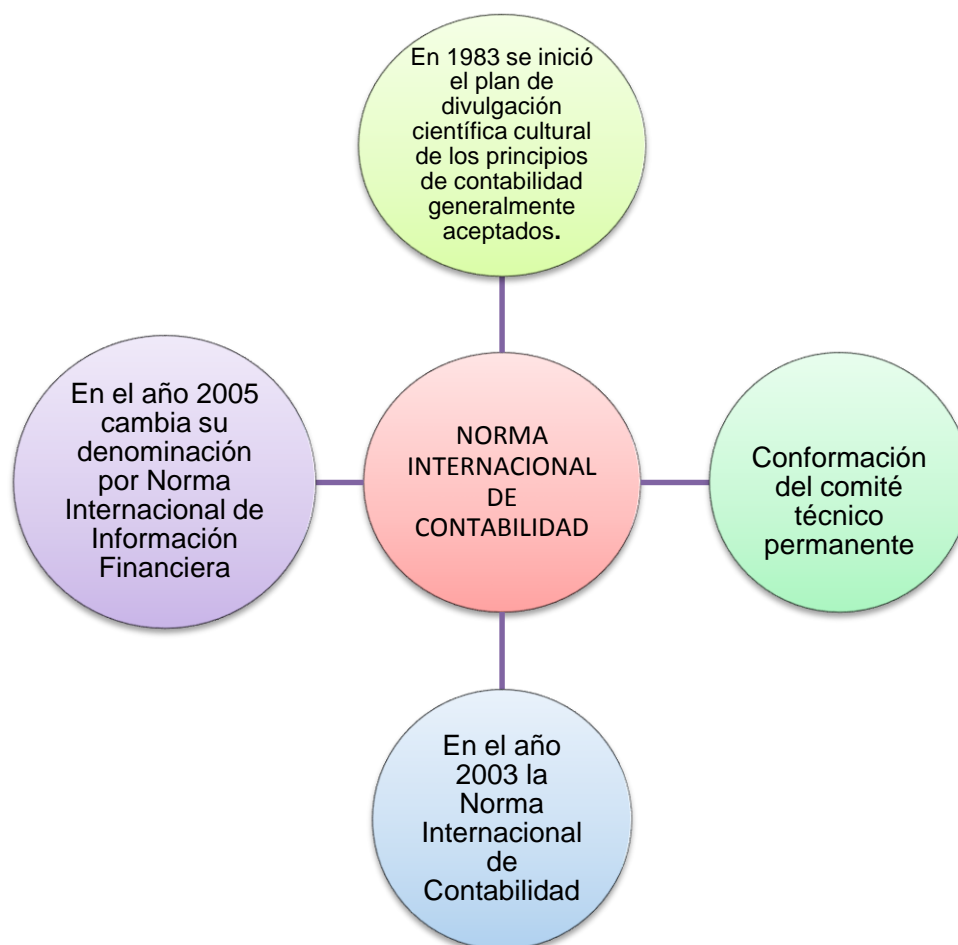 En 1983 se inició
el plan de
divulgación
científica cultural
de los principios
de contabilidad
generalmente
aceptados.
En el año 2005
cambia su
denominación
por Norma
Internacional de
Información
Financiera
NORMA
INTERNACIONAL
DE
CONTABILIDAD
Conformación
del comité
técnico
permanente
En el año
2003 la
Norma
Internacional
de
Contabilidad